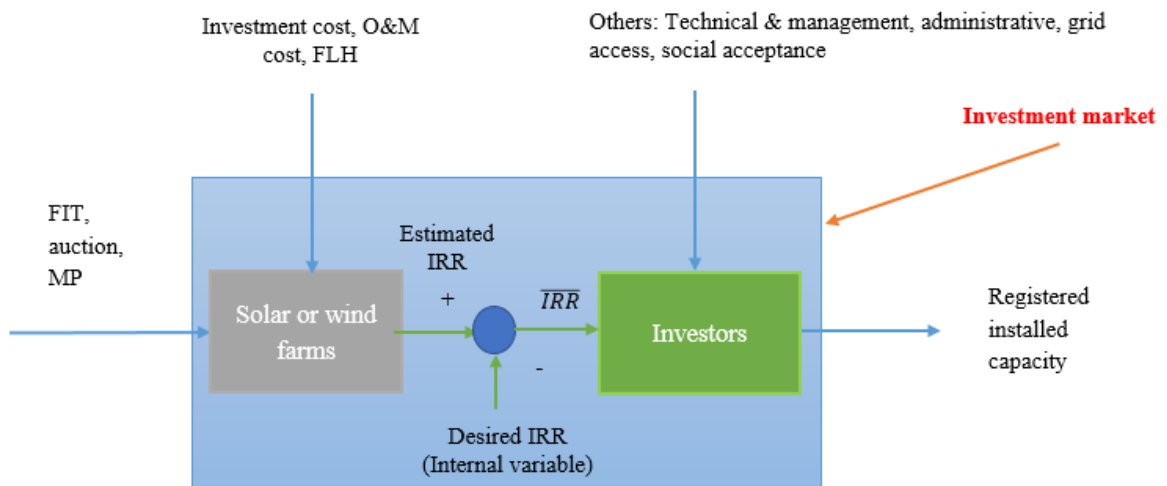 Investment cost, O&M
cost, FLH
Others: Technical & management, administrative, grid
access, social acceptance
Investment market
FIT,
auction,
MP
Estimated
IRR
+
IRR
Solar or wind
farms
Investors
-
Desired IRR
(Internal variable)
Registered
installed
capacity